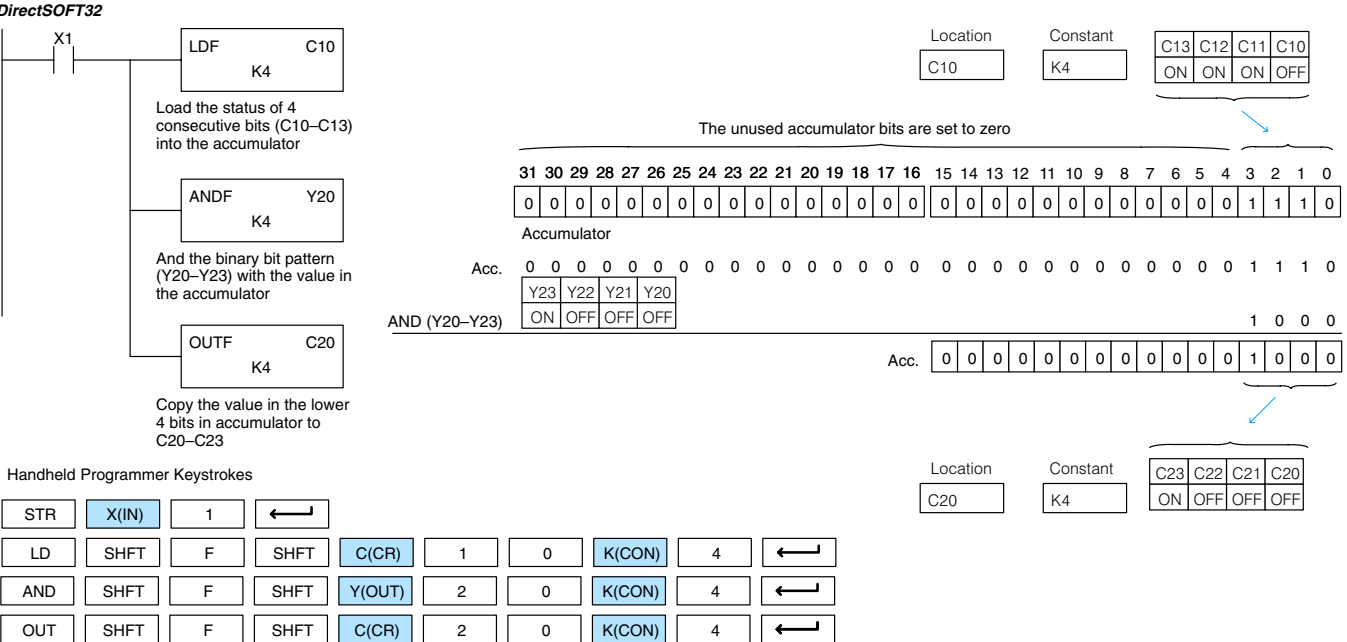 DirectSOFT32
X1
LDF C10
K4
Load the status of 4
consecutive bits (C10–C13)
into the accumulator
ANDF Y20
K4
And the binary bit pattern
(Y20–Y23) with the value in
the accumulator
OUTF C20
K4
Copy the value in the lower
4 bits in accumulator to
C20–C23
Location Constant
C10 K4
C13 C12 C11 C10
ON ON ON OFF
The unused accumulator bits are set to zero
31 30 29 28 27 26 25 24 23 22 21 20 19 18 17 16 15 14 13 12 11 10 9 8 7 6 5 4 3 2 1 0
0 0 0 0 0 0 0 0 0 0 0 0 0 0 0 0 0 0 0 0 0 0 0 0 0 0 0 0 1 1 1 0
Accumulator
Acc. 0 0 0 0 0 0 0 0 0 0 0 0 0 0 0 0 0 0 0 0 0 0 0 0 0 0 0 0 1 1 1 0
Y23 Y22 Y21 Y20
ON OFF OFF OFF
AND (Y20–Y23) 1 0 0 0
Acc. 0 0 0 0 0 0 0 0 0 0 0 0 1 0 0 0
Location Constant
C20 K4
C23 C22 C21 C20
ON OFF OFF OFF
Handheld Programmer Keystrokes
STR X(IN) 1
LD SHFT F SHFT C(CR) 1 0 K(CON) 4
AND SHFT F SHFT Y(OUT) 2 0 K(CON) 4
OUT SHFT F SHFT C(CR) 2 0 K(CON) 4